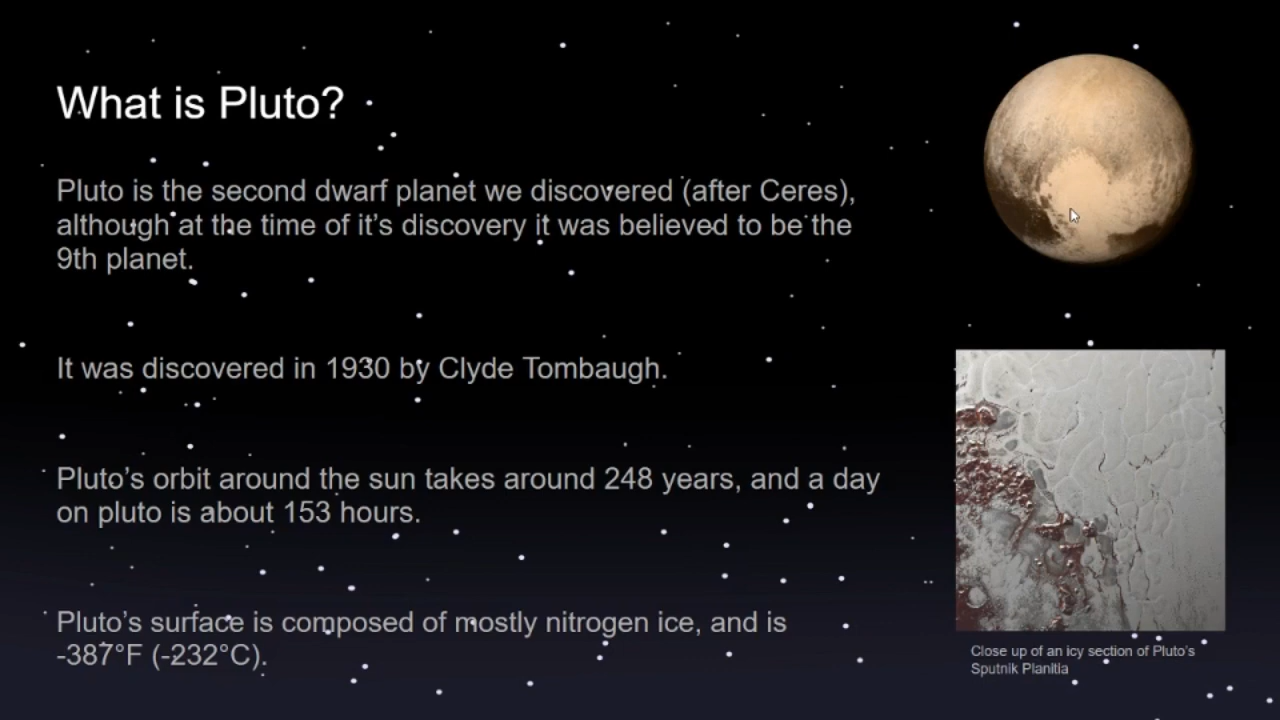 What is Pluto?
Pluto is the second dwarf planet we discovered (after Ceres),
although at the time of it’s discovery it was believed to be the
9th planet.
It was discovered in 1930 by Clyde Tombaugh.
Pluto’s orbit around the sun takes around 248 years, and a day
on pluto is about 153 hours.
Pluto’s surface is composed of mostly nitrogen ice, and is
-387°F (-232°C).
Close up of an icy section of Pluto’s
Sputnik Planitia